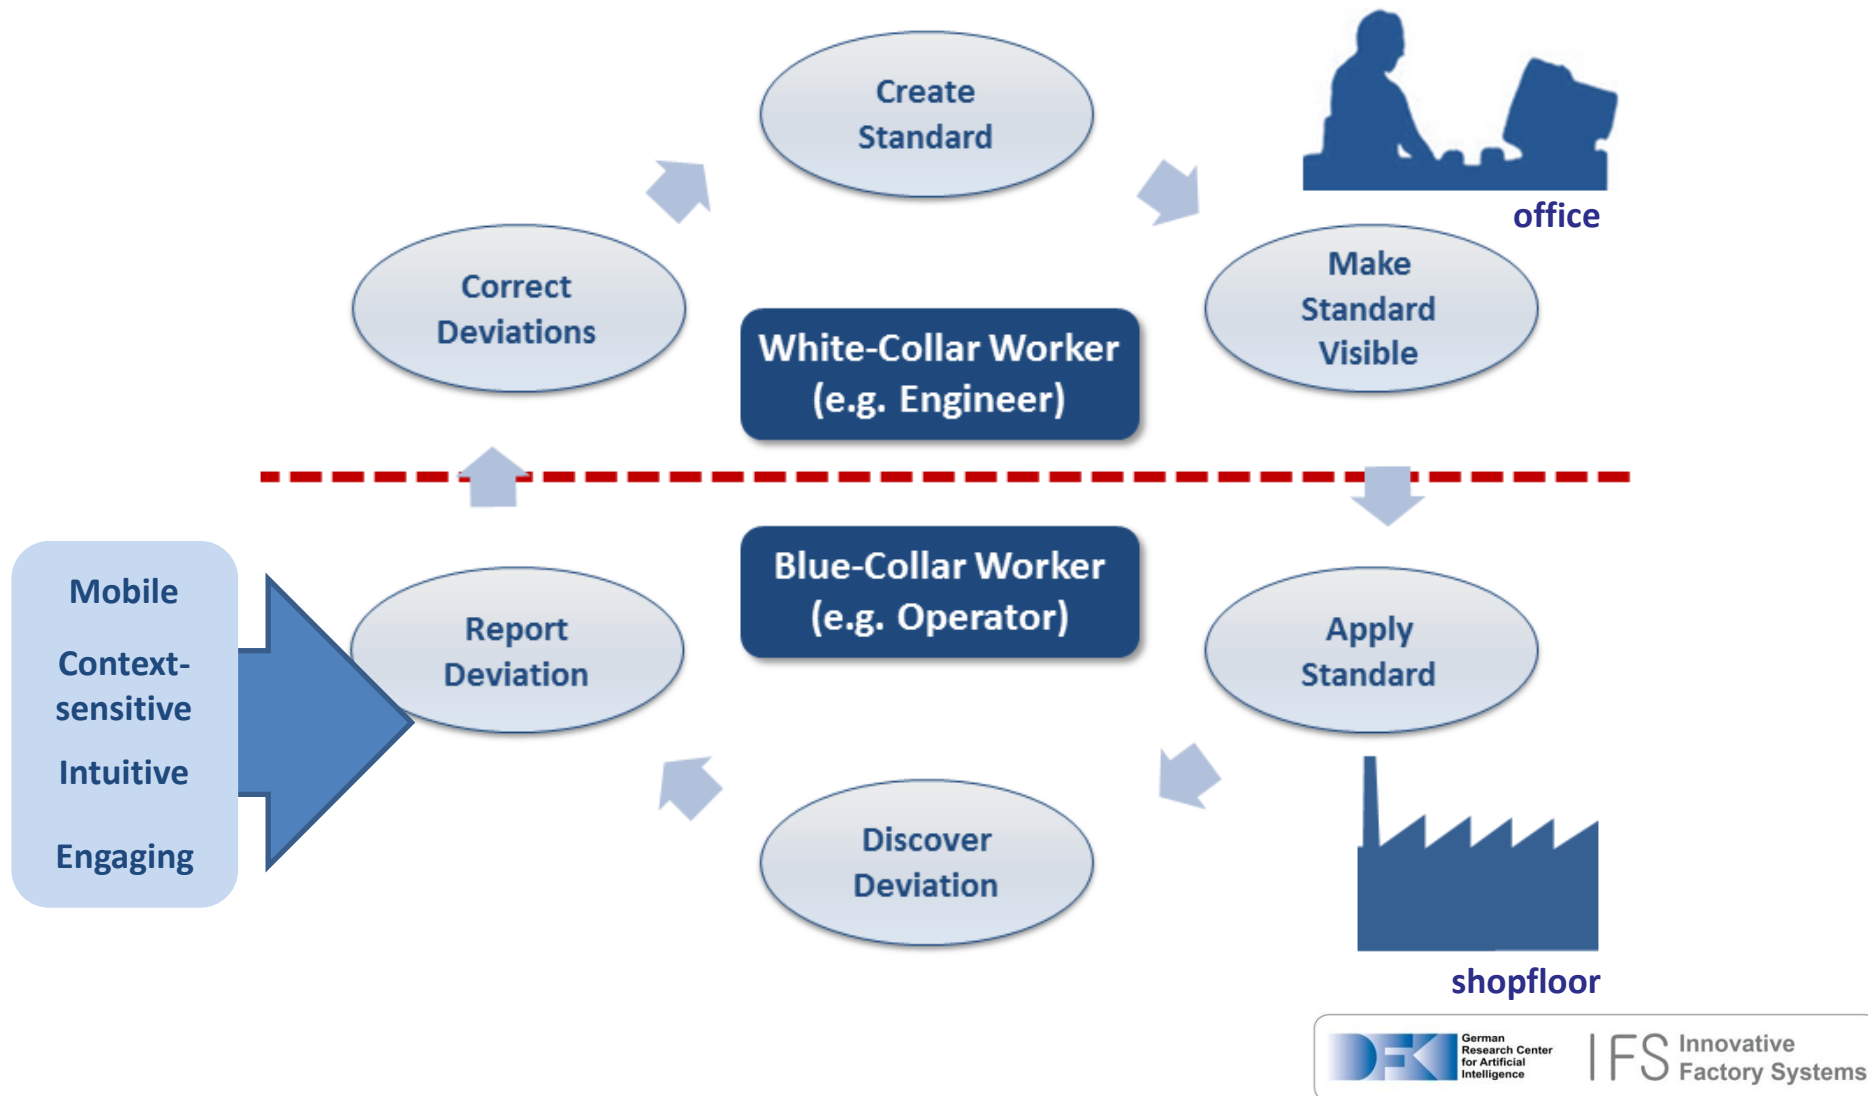 Create
Standard
office
Correct
Deviations
Make
Standard
Visible
White-Collar Worker
(e.g. Engineer)
Blue-Collar Worker
(e.g. Operator)
Mobile
Context-
sensitive
Intuitive
Engaging
Report
Deviation
Apply
Standard
Discover
Deviation
shopfloor
DFKI
German
Research Center
for Artificial
Intelligence
IFS
Innovative
Factory Systems